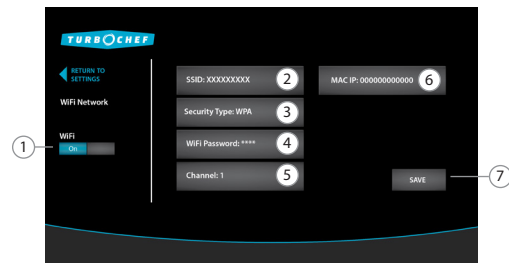 TURBOCHEF
RETURN TO
SETTINGS
WiFi Network
WiFi
On
1
SSID: XXXXXXXXX
2
Security Type: WPA
3
WiFi Password: ****
4
Channel: 1
5
MAC IP: 000000000000
6
SAVE
7